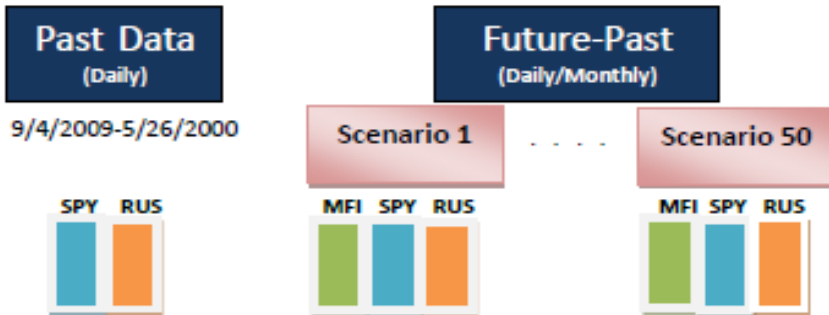 Past Data
(Daily)
Future-Past
(Daily/Monthly)
9/4/2009-5/26/2000
Scenario 1
. . . .
Scenario 50
SPY RUS
MFI SPY RUS
MFI SPY RUS